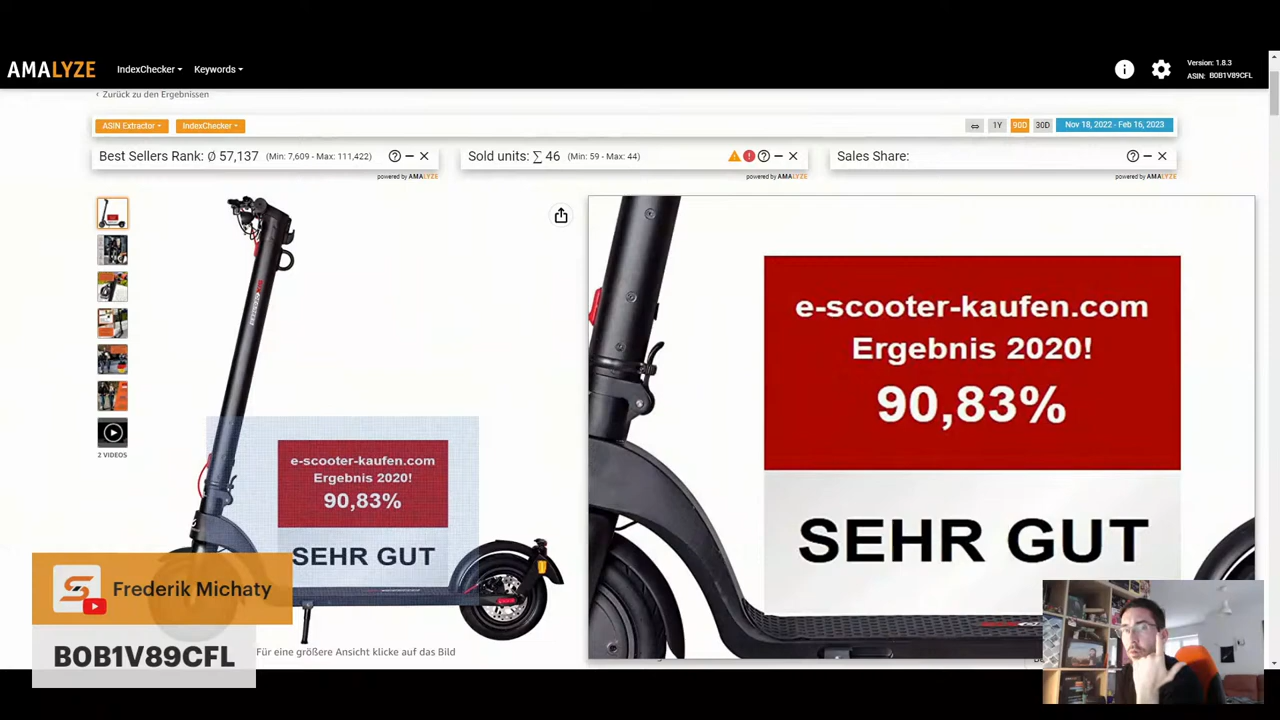 AMALYZE
IndexChecker
Keywords
Version: 1.8.3
ASIN: B0B1V89CFL
‹ Zurück zu den Ergebnissen
ASIN Extractor
IndexChecker
1Y
90D
30D
Nov 18, 2022 - Feb 16, 2023
Best Sellers Rank: Ø 57,137 (Min: 7,609 - Max: 111,422)
powered by AMALYZE
Sold units: ∑ 46 (Min: 59 - Max: 44)
powered by AMALYZE
Sales Share:
powered by AMALYZE
2 VIDEOS
e-scooter-kaufen.com
Ergebnis 2020!
90,83%
SEHR GUT
Für eine größere Ansicht klicke auf das Bild
e-scooter-kaufen.com
Ergebnis 2020!
90,83%
SEHR GUT
Frederik Michaty
B0B1V89CFL